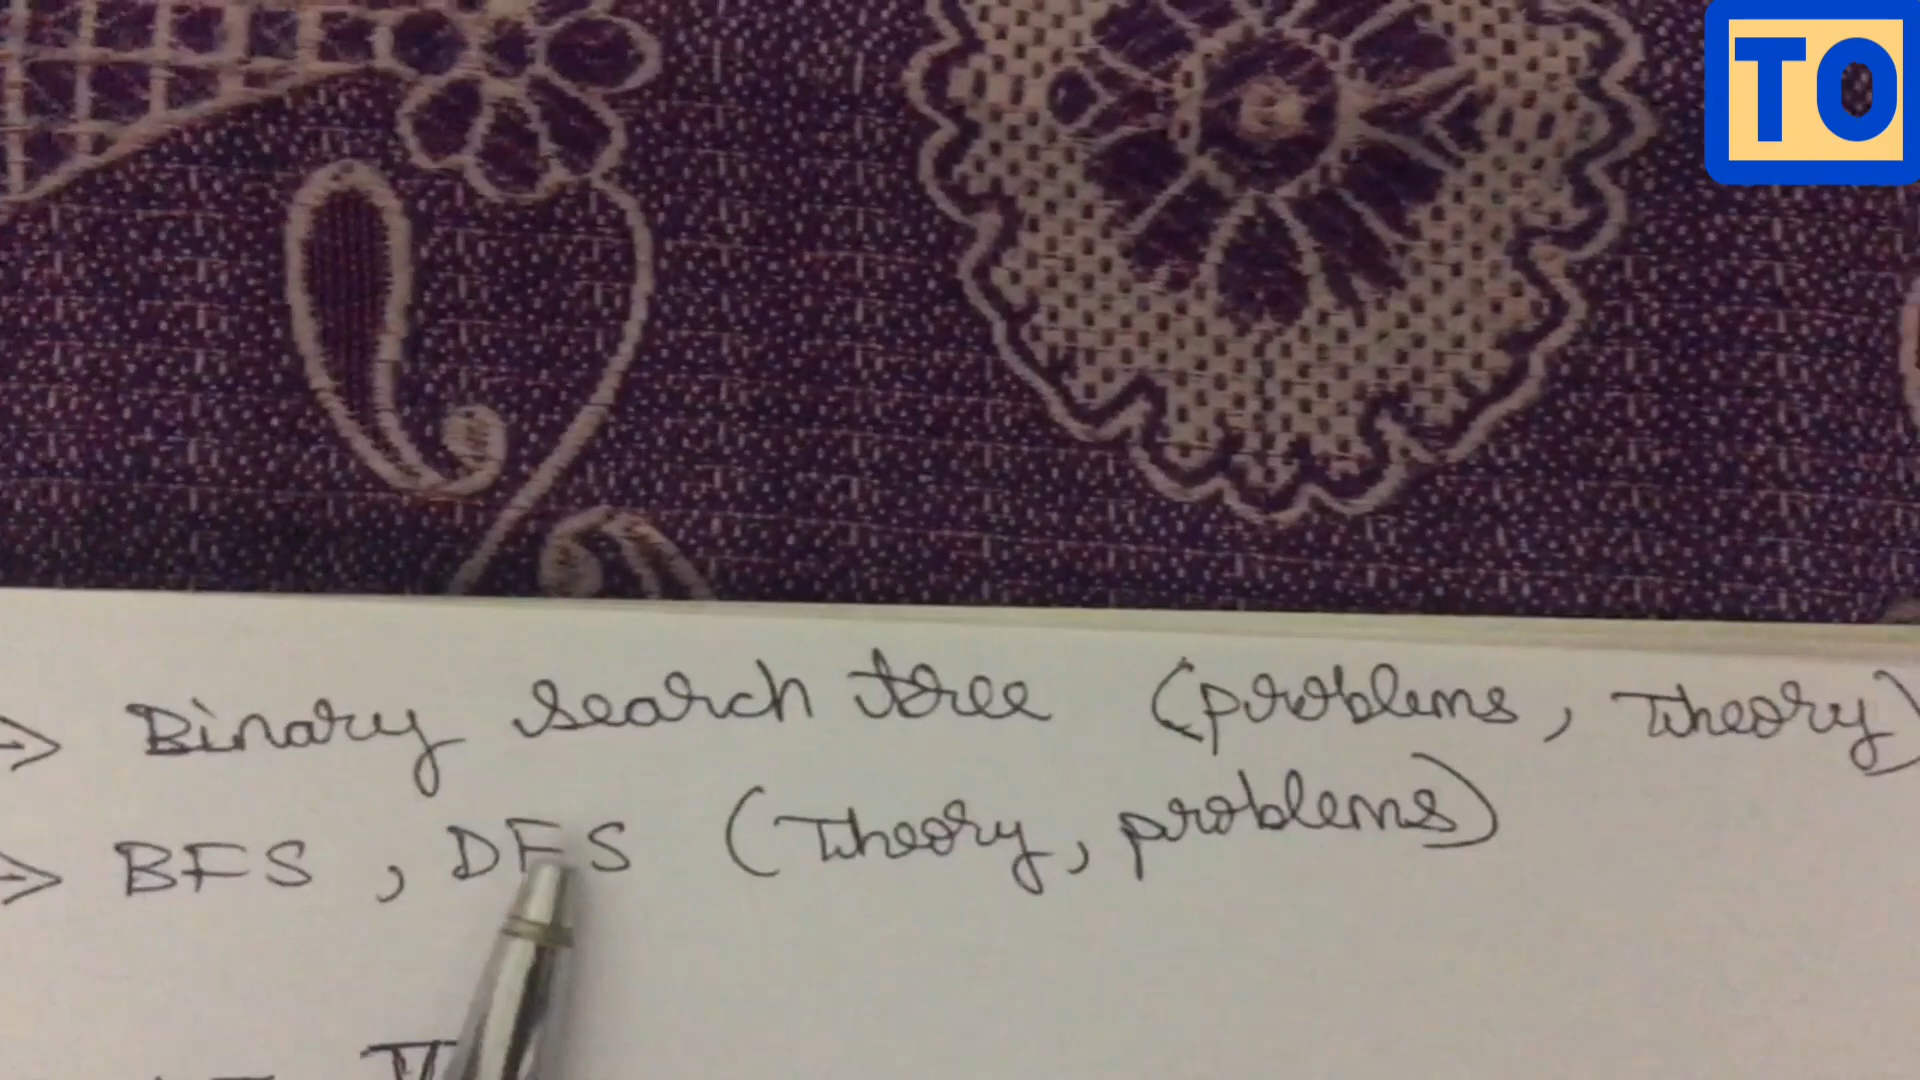 TO
→ Binary search tree (problems, Theory)
→ BFS, DFS (Theory, problems)